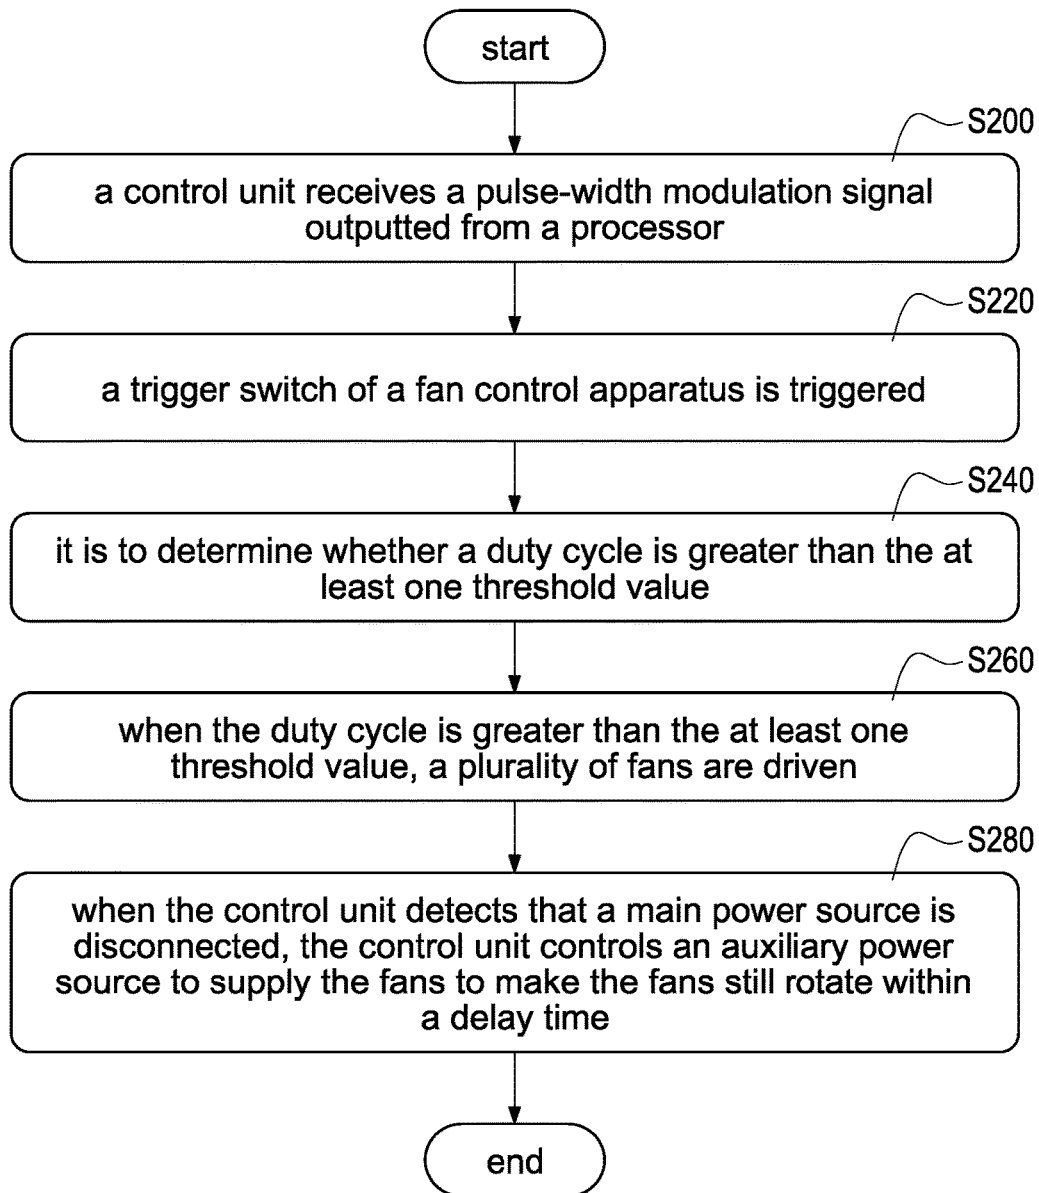 start
S200
a control unit receives a pulse-width modulation signal
outputted from a processor
S220
a trigger switch of a fan control apparatus is triggered
S240
it is to determine whether a duty cycle is greater than the at
least one threshold value
S260
when the duty cycle is greater than the at least one
threshold value, a plurality of fans are driven
S280
when the control unit detects that a main power source is
disconnected, the control unit controls an auxiliary power
source to supply the fans to make the fans still rotate within
a delay time
end